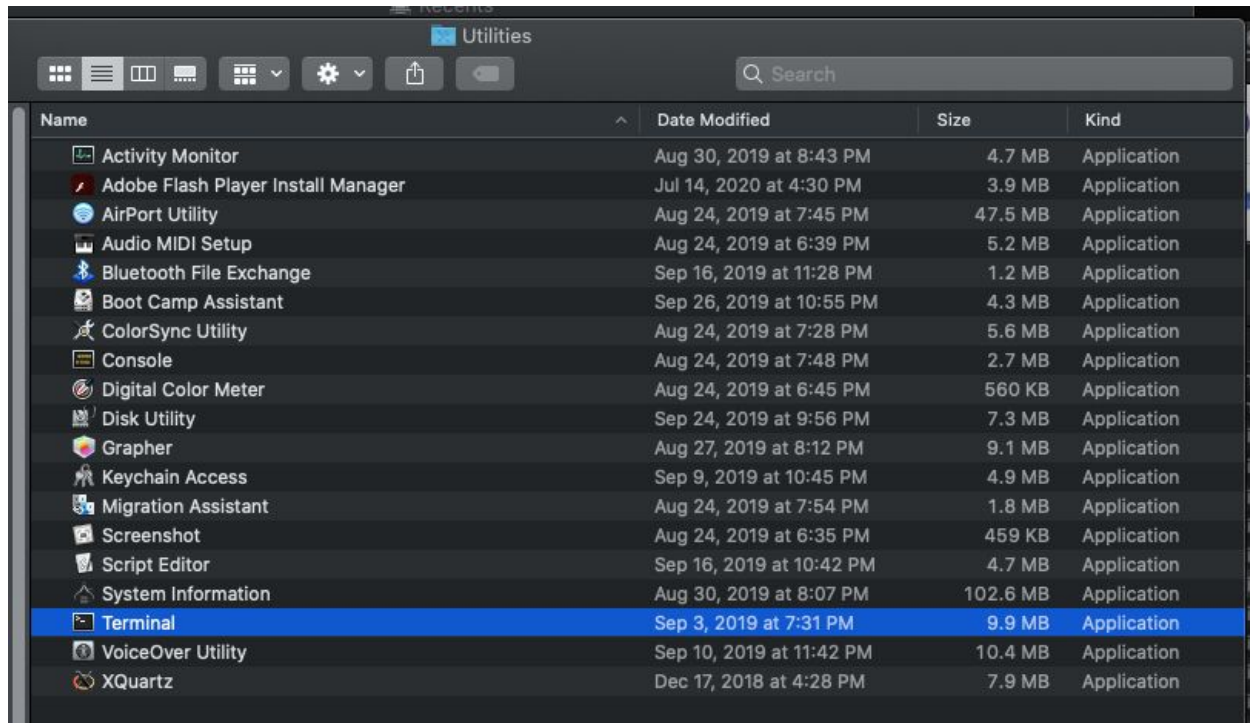 Recents
Utilities
Search
Name Date Modified Size Kind
Activity Monitor Aug 30, 2019 at 8:43 PM 4.7 MB Application
Adobe Flash Player Install Manager Jul 14, 2020 at 4:30 PM 3.9 MB Application
AirPort Utility Aug 24, 2019 at 7:45 PM 47.5 MB Application
Audio MIDI Setup Aug 24, 2019 at 6:39 PM 5.2 MB Application
Bluetooth File Exchange Sep 16, 2019 at 11:28 PM 1.2 MB Application
Boot Camp Assistant Sep 26, 2019 at 10:55 PM 4.3 MB Application
ColorSync Utility Aug 24, 2019 at 7:28 PM 5.6 MB Application
Console Aug 24, 2019 at 7:48 PM 2.7 MB Application
Digital Color Meter Aug 24, 2019 at 6:45 PM 560 KB Application
Disk Utility Sep 24, 2019 at 9:56 PM 7.3 MB Application
Grapher Aug 27, 2019 at 8:12 PM 9.1 MB Application
Keychain Access Sep 9, 2019 at 10:45 PM 4.9 MB Application
Migration Assistant Aug 24, 2019 at 7:54 PM 1.8 MB Application
Screenshot Aug 24, 2019 at 6:35 PM 459 KB Application
Script Editor Sep 16, 2019 at 10:42 PM 4.7 MB Application
System Information Aug 30, 2019 at 8:07 PM 102.6 MB Application
Terminal Sep 3, 2019 at 7:31 PM 9.9 MB Application
VoiceOver Utility Sep 10, 2019 at 11:42 PM 10.4 MB Application
XQuartz Dec 17, 2018 at 4:28 PM 7.9 MB Application